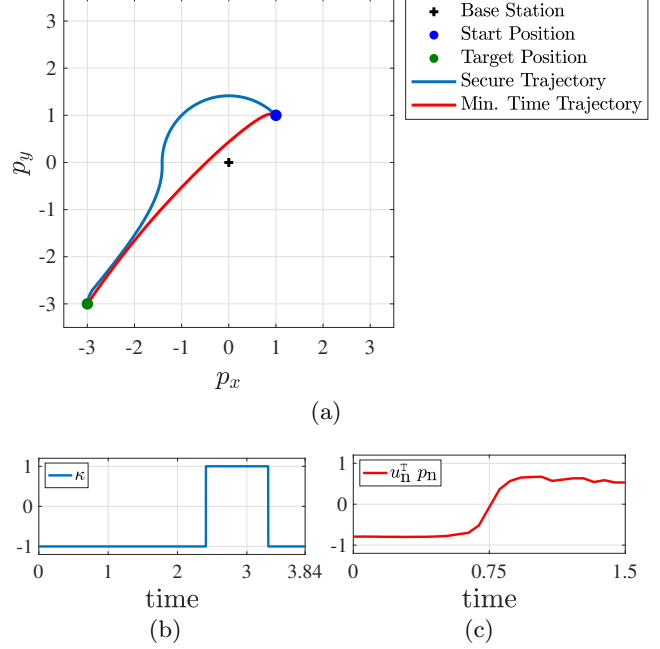 3
2
1
0
-1
-2
-3
-3 -2 -1 0 1 2 3
p_y
p_x
Base Station
Start Position
Target Position
Secure Trajectory
Min. Time Trajectory
(a)
1
0
-1
κ
0 1 2 3 3.84
time
(b)
1
0
-1
u_n^T p_n
0 0.75 1.5
time
(c)